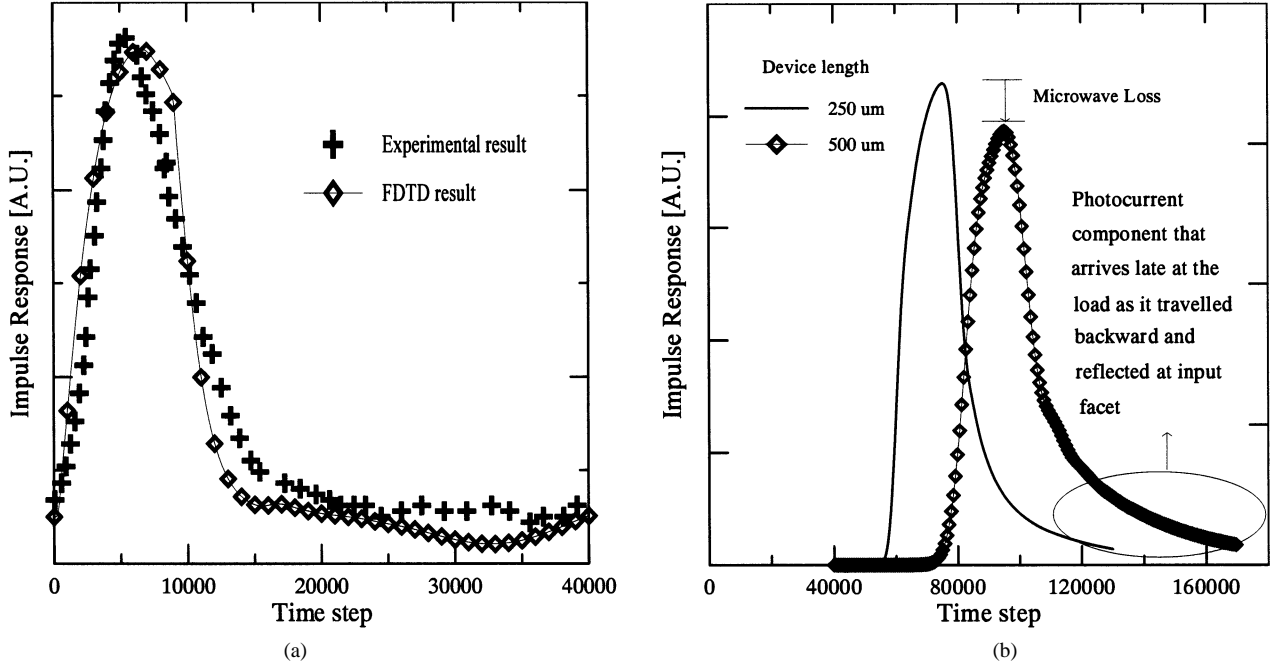 Impulse Response [A.U.]
Experimental result
FDTD result
0
10000
20000
30000
40000
Time step
(a)
Impulse Response [A.U.]
Device length
250 um
500 um
Microwave Loss
Photocurrent
component that
arrives late at the
load as it travelled
backward and
reflected at input
facet
0
40000
80000
120000
160000
Time step
(b)